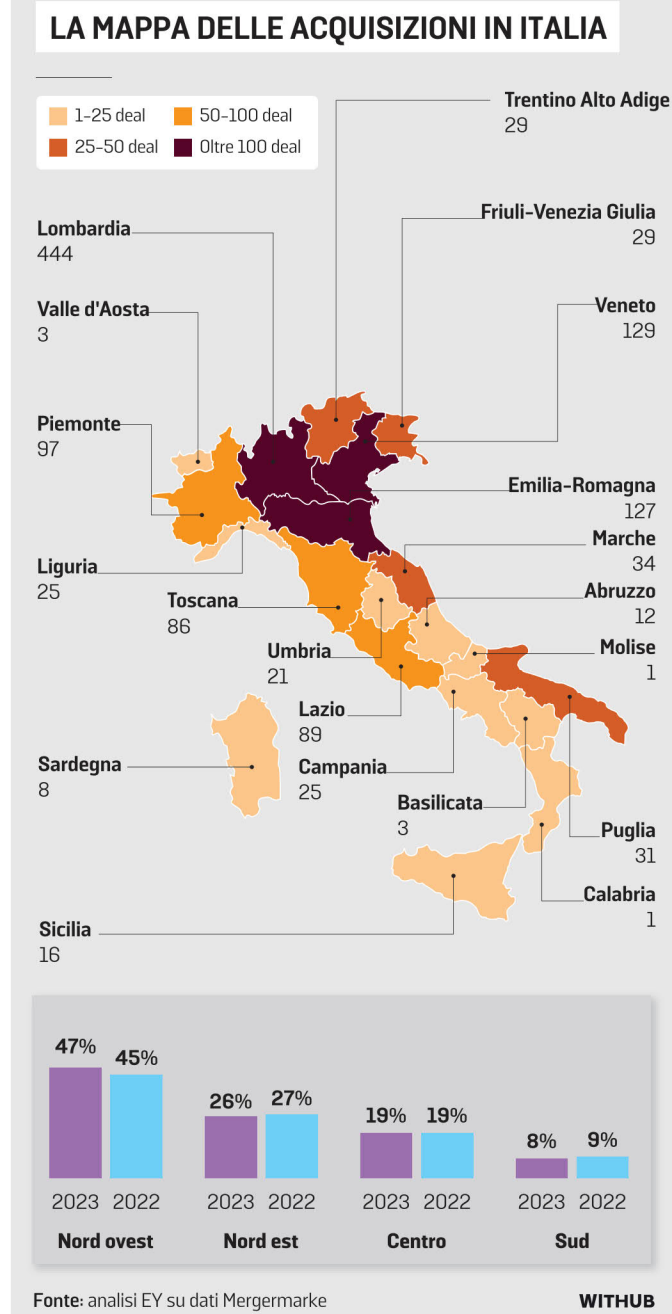 LA MAPPA DELLE ACQUISIZIONI IN ITALIA
1-25 deal
50-100 deal
25-50 deal
Oltre 100 deal
Trentino Alto Adige
29
Friuli-Venezia Giulia
29
Lombardia
444
Veneto
129
Valle d'Aosta
3
Piemonte
97
Emilia-Romagna
127
Marche
34
Liguria
25
Abruzzo
12
Toscana
86
Molise
1
Umbria
21
Lazio
89
Sardegna
8
Campania
25
Basilicata
3
Puglia
31
Calabria
1
Sicilia
16
47%
45%
26%
27%
19%
19%
8%
9%
2023 2022
2023 2022
2023 2022
2023 2022
Nord ovest
Nord est
Centro
Sud
Fonte: analisi EY su dati Mergermarke
WITHUB